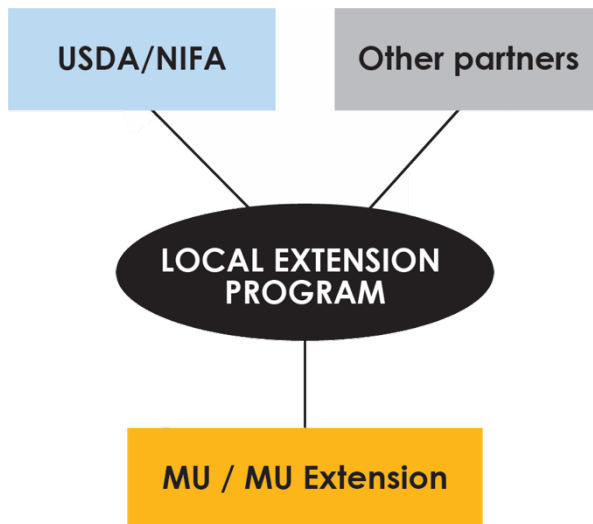 USDA/NIFA
Other partners
LOCAL EXTENSION
PROGRAM
MU / MU Extension